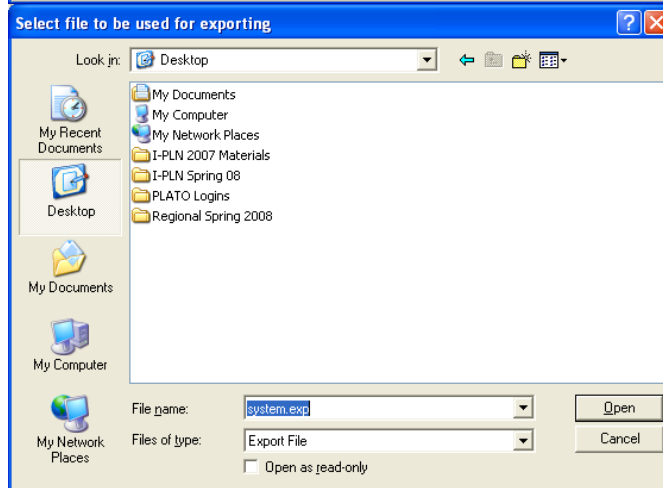 Select file to be used for exporting
Look in:
Desktop
My Recent
Documents
Desktop
My Documents
My Computer
My Network
Places
My Documents
My Computer
My Network Places
I-PLN 2007 Materials
I-PLN Spring 08
PLATO Logins
Regional Spring 2008
File name:
system.exp
Open
Files of type:
Export File
Cancel
Open as read-only